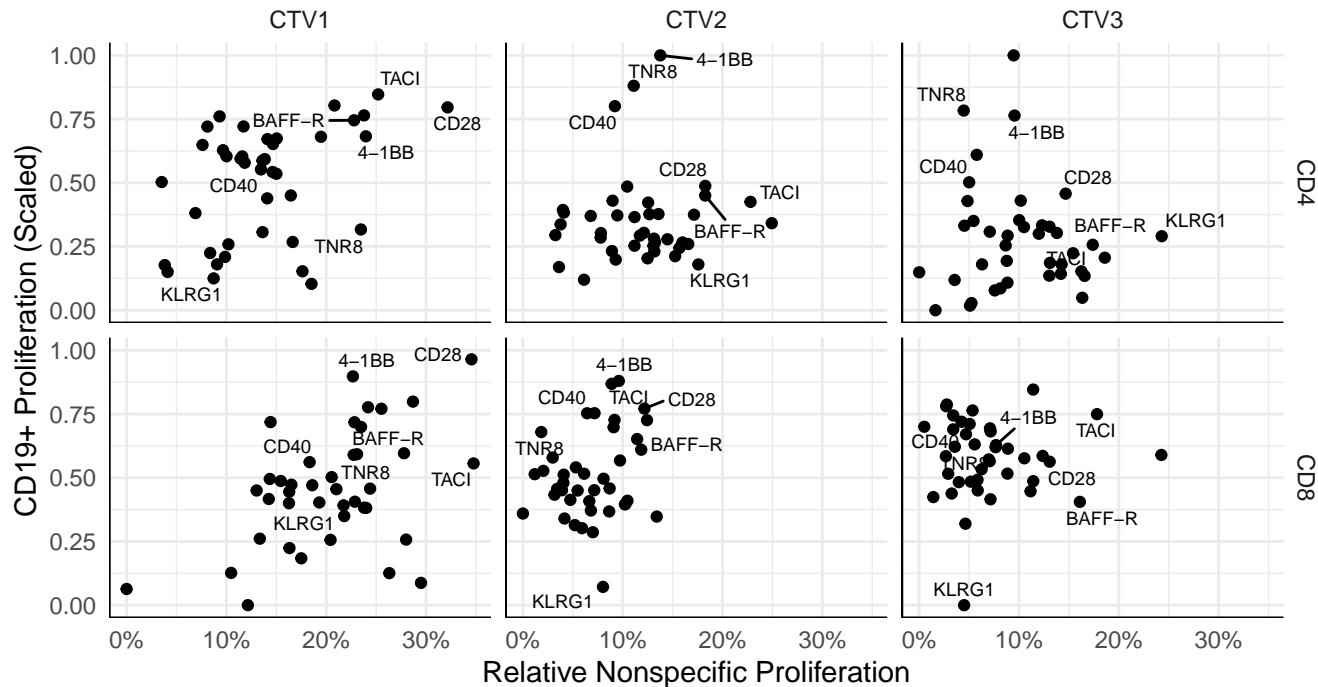 CTV1 CTV2 CTV3
CD19+ Proliferation (Scaled)
1.00
0.75
0.50
0.25
0.00
TACI
BAFF−R
CD28
4−1BB
CD40
TNR8
KLRG1
4−1BB
TNR8
CD40
CD28
TACI
BAFF−R
KLRG1
TNR8
4−1BB
CD40
CD28
BAFF−R
KLRG1
TACI
CD4
1.00
0.75
0.50
0.25
0.00
4−1BB
CD28
CD40
BAFF−R
TNR8
TACI
KLRG1
4−1BB
CD40
TACI
CD28
TNR8
BAFF−R
KLRG1
4−1BB
TACI
CD40
TNR8
CD28
BAFF−R
KLRG1
CD8
0% 10% 20% 30% 0% 10% 20% 30% 0% 10% 20% 30%
Relative Nonspecific Proliferation